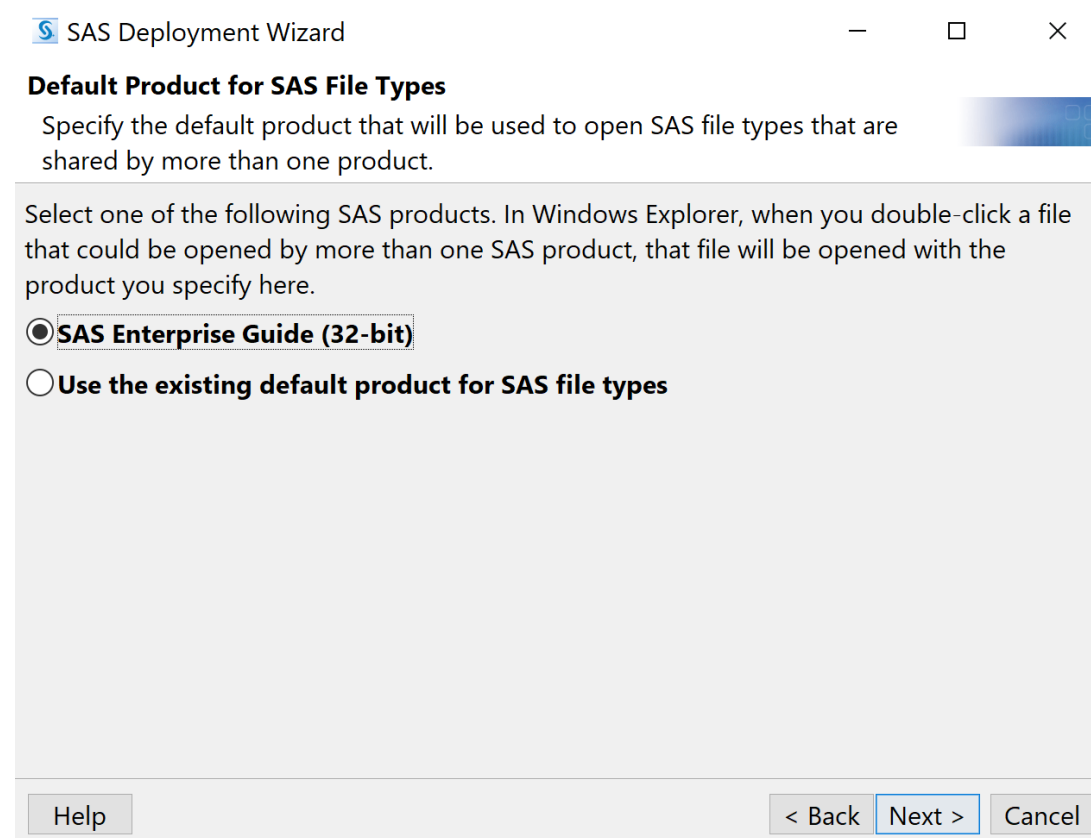 SAS Deployment Wizard
Default Product for SAS File Types
Specify the default product that will be used to open SAS file types that are
shared by more than one product.
Select one of the following SAS products. In Windows Explorer, when you double-click a file
that could be opened by more than one SAS product, that file will be opened with the
product you specify here.
SAS Enterprise Guide (32-bit)
Use the existing default product for SAS file types
Help
< Back
Next >
Cancel